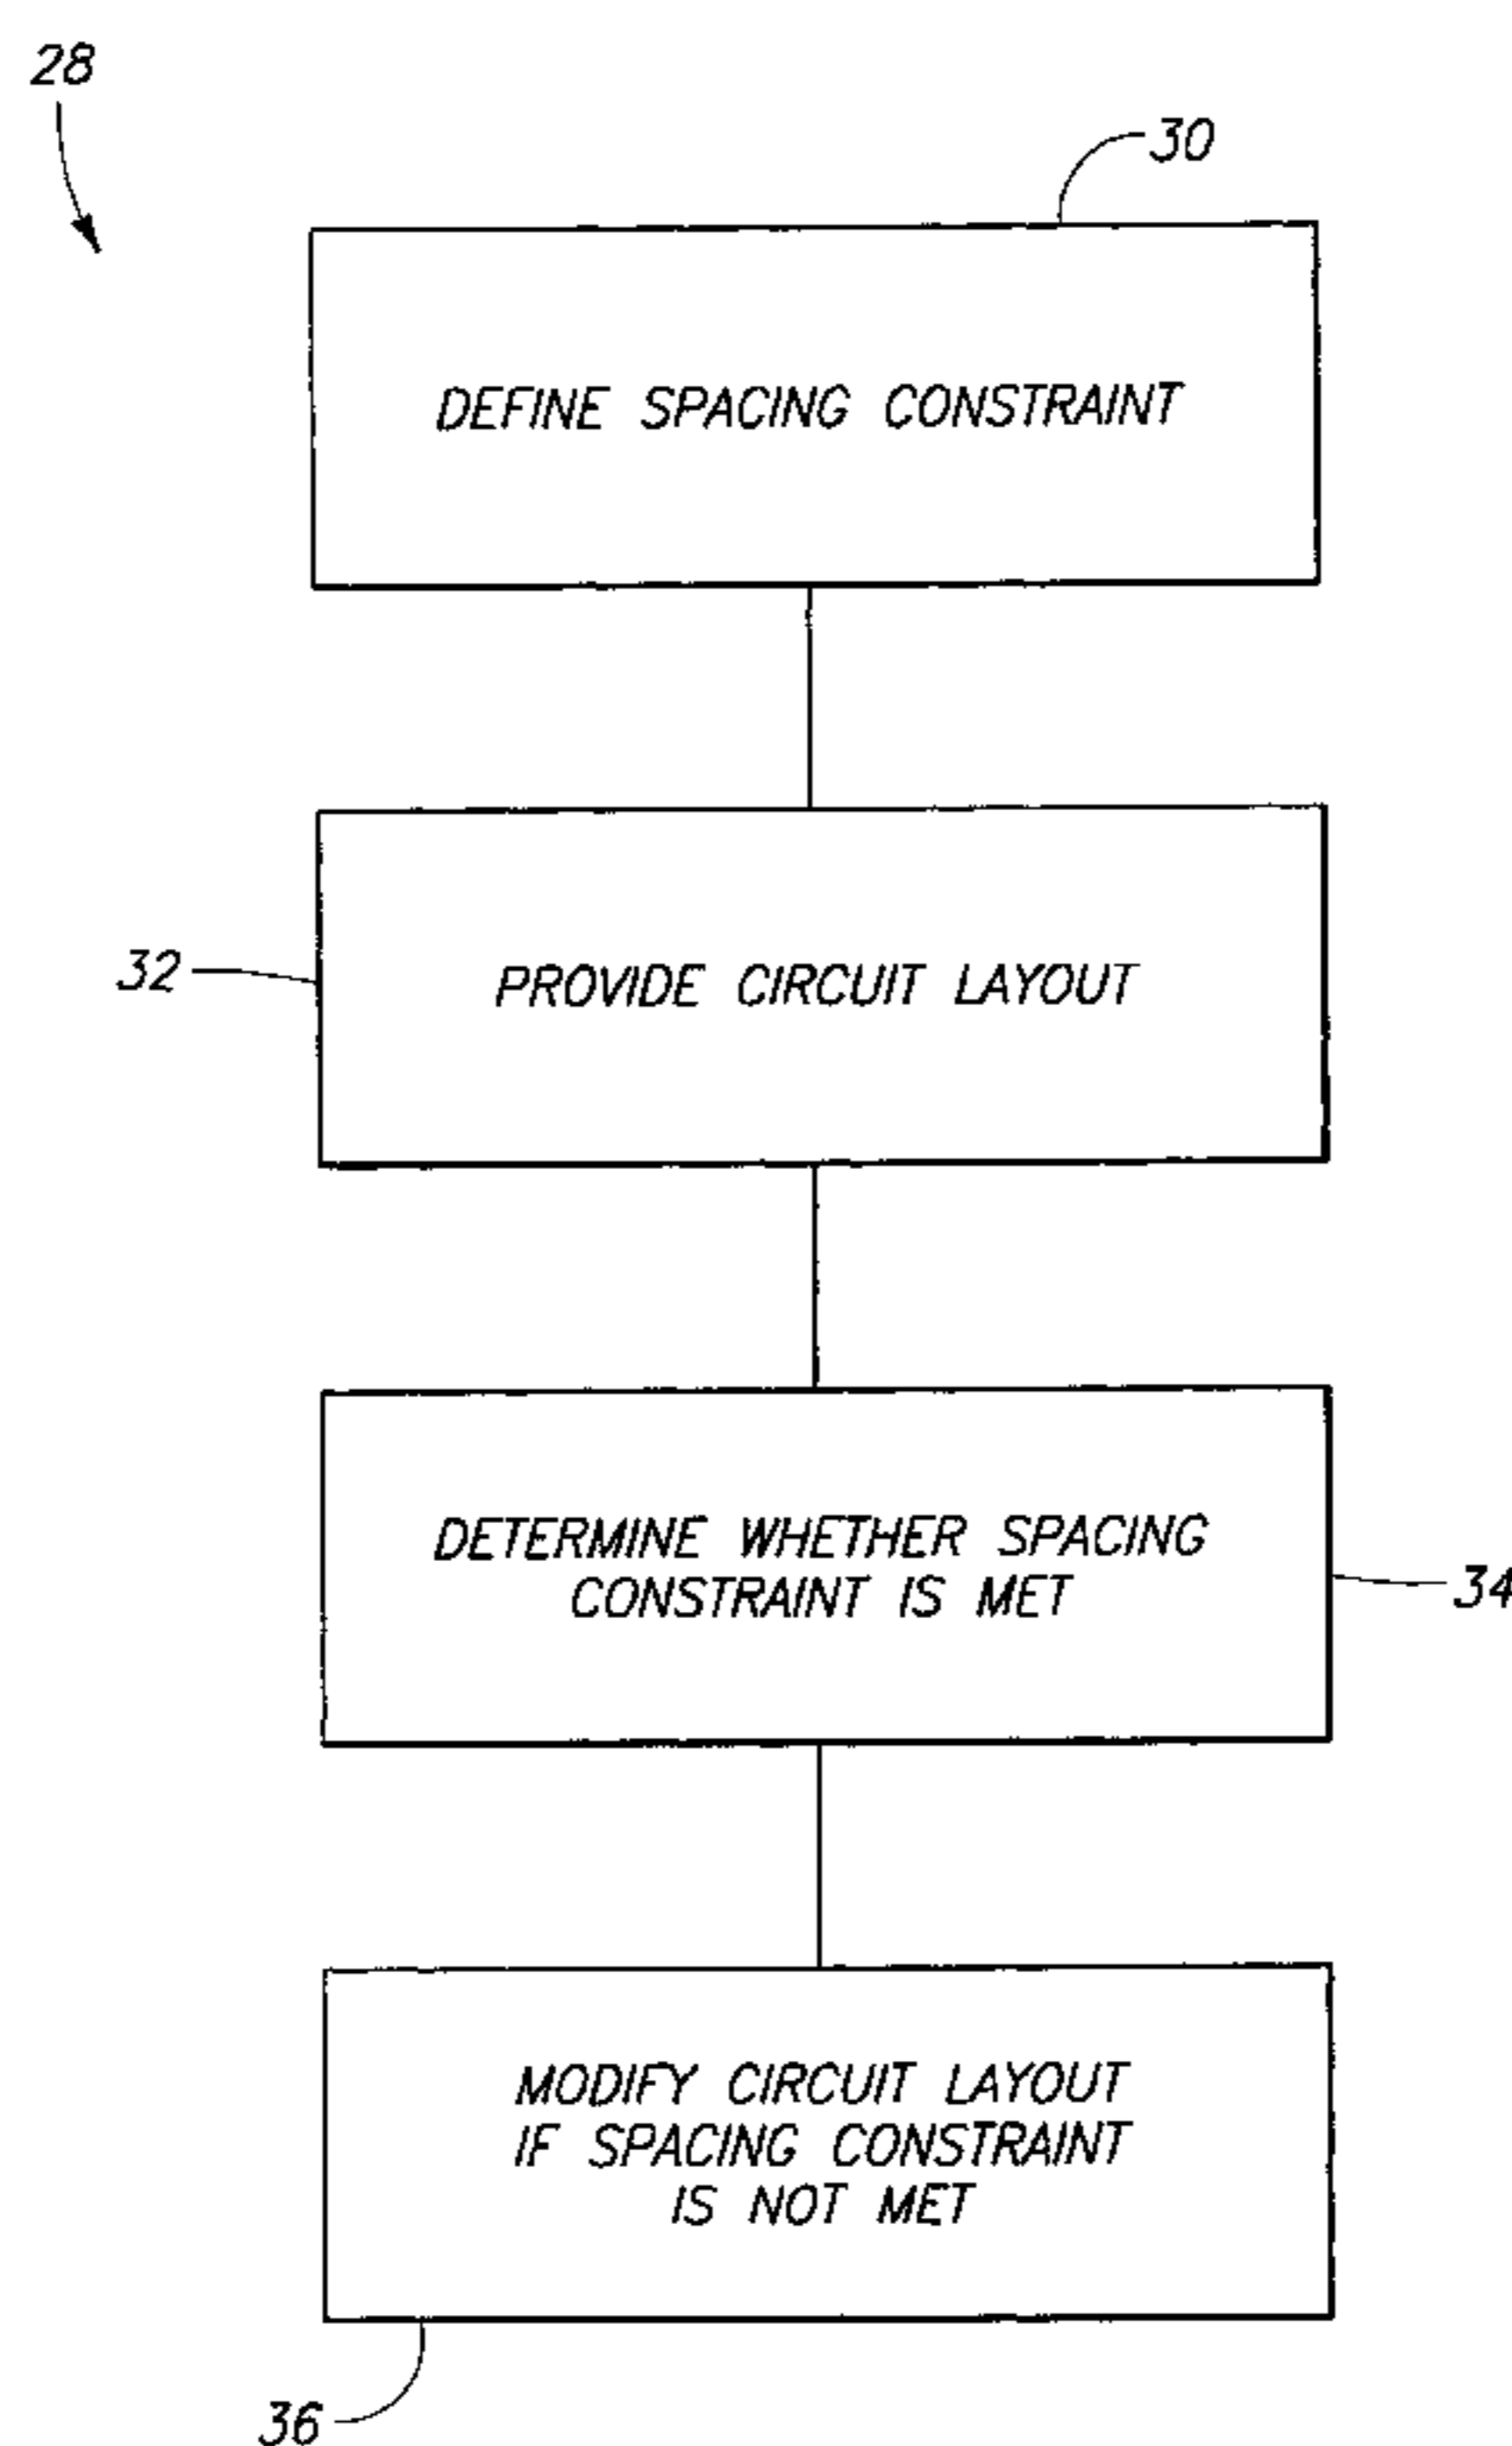 28
30
DEFINE SPACING CONSTRAINT
32
PROVIDE CIRCUIT LAYOUT
DETERMINE WHETHER SPACING
CONSTRAINT IS MET
34
MODIFY CIRCUIT LAYOUT
IF SPACING CONSTRAINT
IS NOT MET
36